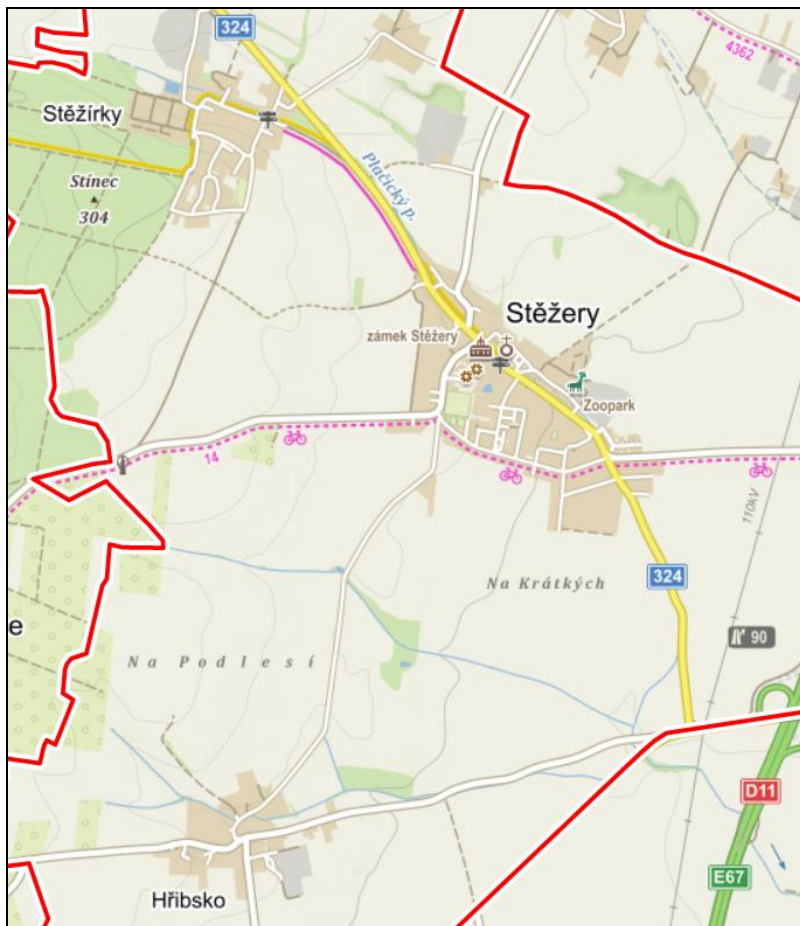 324
4362
Stěžírky
Stínec
304
Plačický p.
Stěžery
zámek Stěžery
Zoopark
14
110kV
Na Krátkých
324
90
e
Na Podlesí
D11
E67
Hřibsko